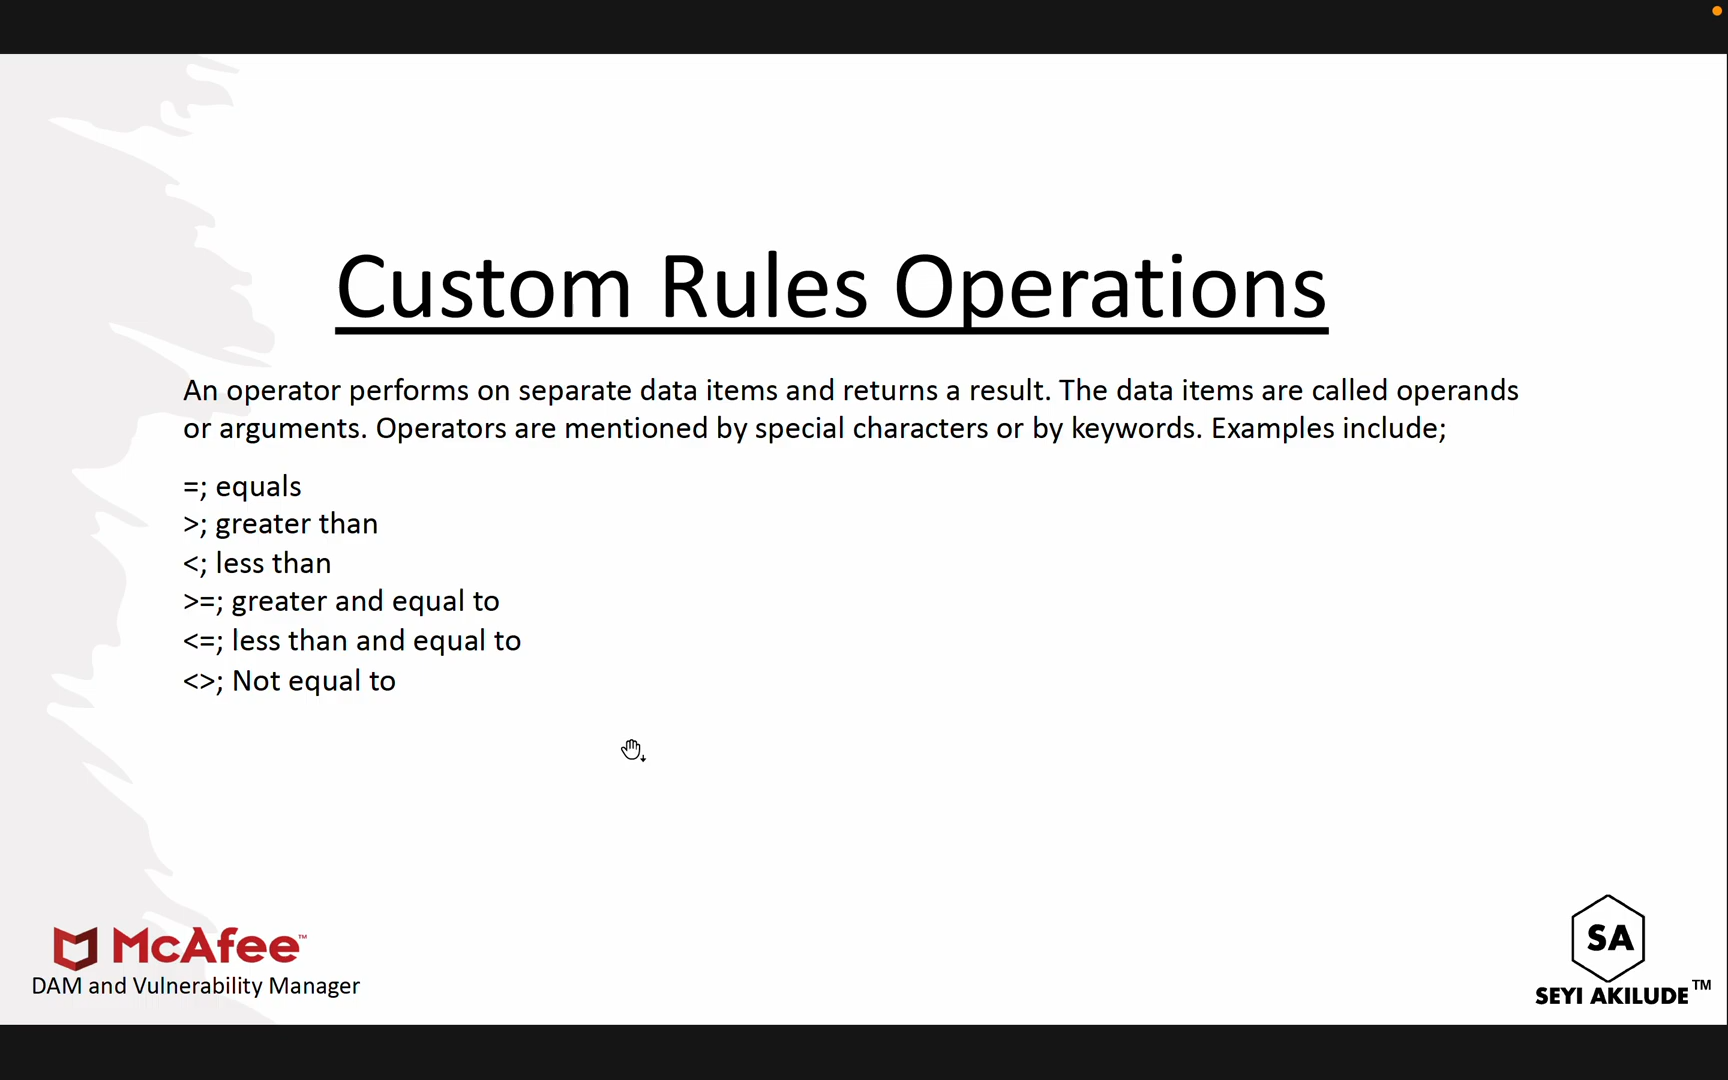 Custom Rules Operations
An operator performs on separate data items and returns a result. The data items are called operands
or arguments. Operators are mentioned by special characters or by keywords. Examples include;
=; equals
>; greater than
<; less than
>=; greater and equal to
<=; less than and equal to
<>; Not equal to
McAfee™
DAM and Vulnerability Manager
SA
SEYI AKILUDE™